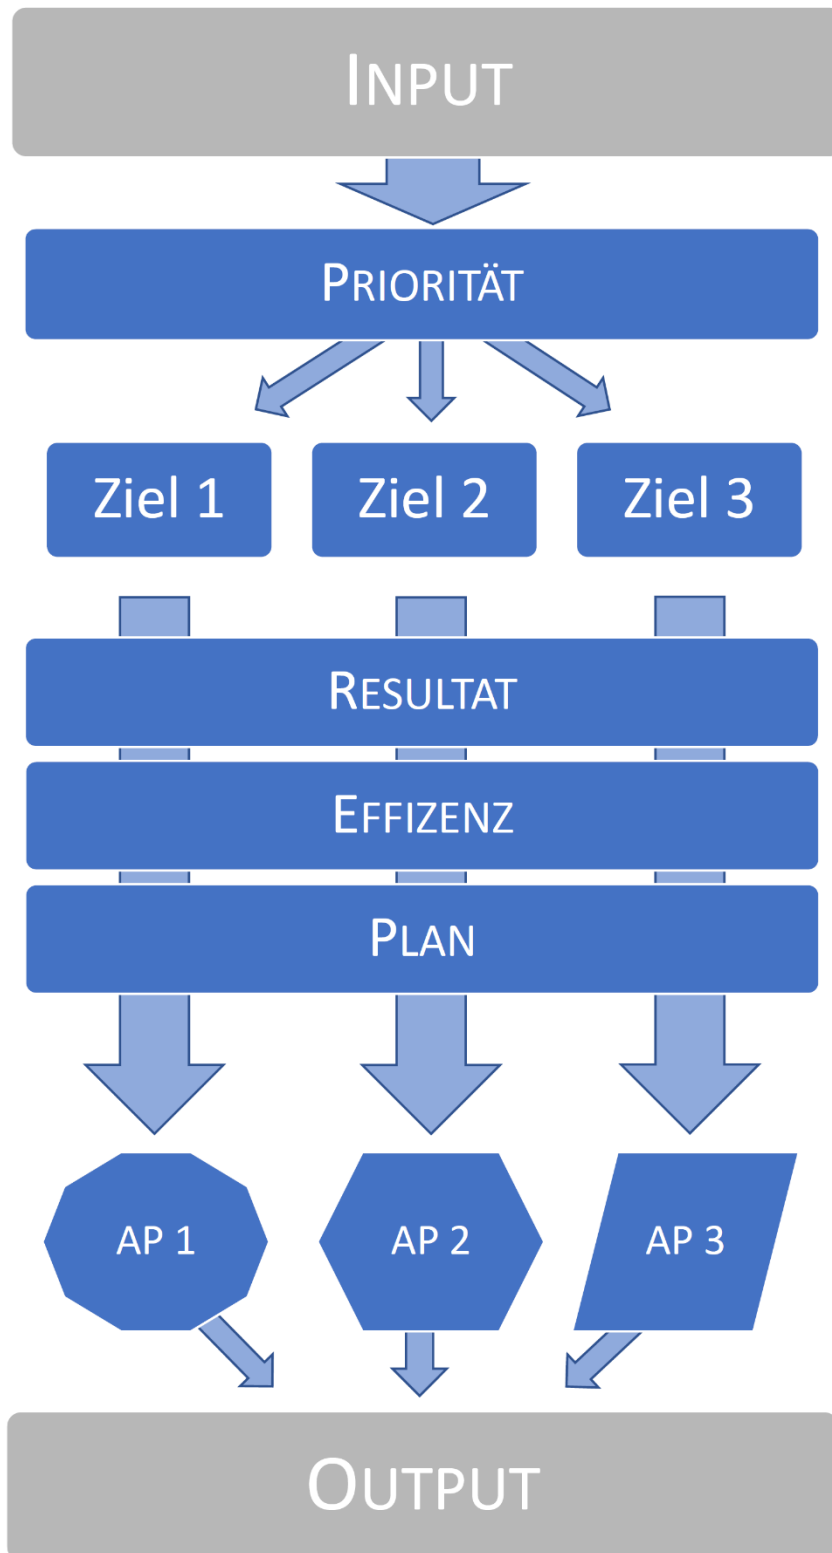 INPUT
PRIORITÄT
Ziel 1 Ziel 2 Ziel 3
RESULTAT
EFFIZENZ
PLAN
AP 1 AP 2 AP 3
OUTPUT